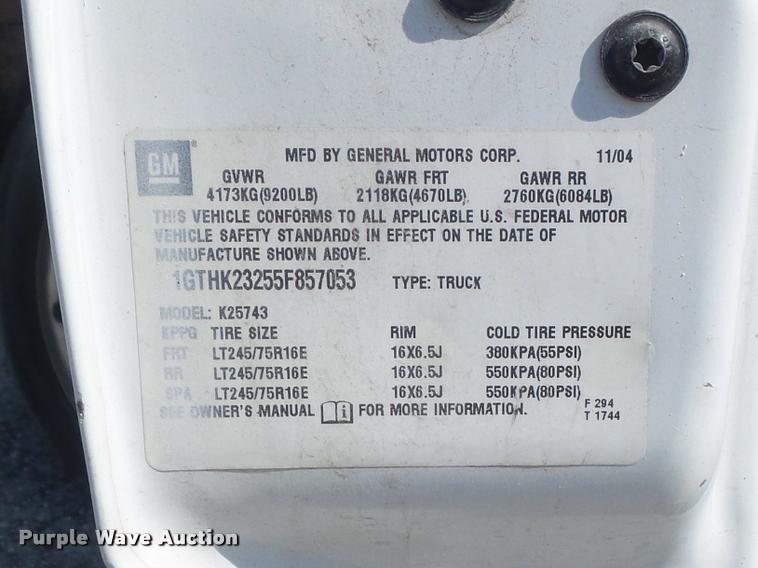 GM
MFD BY GENERAL MOTORS CORP. 11/04
GVWR GAWR FRT GAWR RR
4173KG(9200LB) 2118KG(4670LB) 2760KG(6084LB)
THIS VEHICLE CONFORMS TO ALL APPLICABLE U.S. FEDERAL MOTOR
VEHICLE SAFETY STANDARDS IN EFFECT ON THE DATE OF
MANUFACTURE SHOWN ABOVE.
1GTHK23255F857053 TYPE: TRUCK
MODEL: K25743
KPPG TIRE SIZE RIM COLD TIRE PRESSURE
FRT LT245/75R16E 16X6.5J 380KPA(55PSI)
RR LT245/75R16E 16X6.5J 550KPA(80PSI)
SPA LT245/75R16E 16X6.5J 550KPA(80PSI)
SEE OWNER'S MANUAL i FOR MORE INFORMATION. F 294
T 1744
Purple Wave Auction